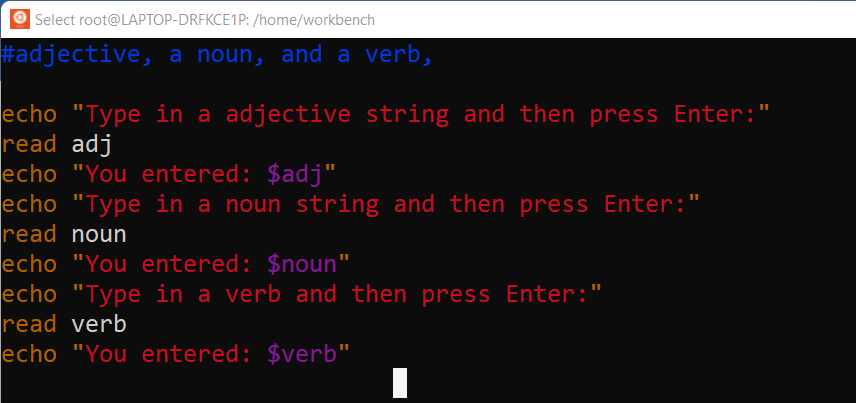 Select root@LAPTOP-DRFKCE1P: /home/workbench
#adjective, a noun, and a verb,
echo "Type in a adjective string and then press Enter:"
read adj
echo "You entered: $adj"
echo "Type in a noun string and then press Enter:"
read noun
echo "You entered: $noun"
echo "Type in a verb and then press Enter:"
read verb
echo "You entered: $verb"